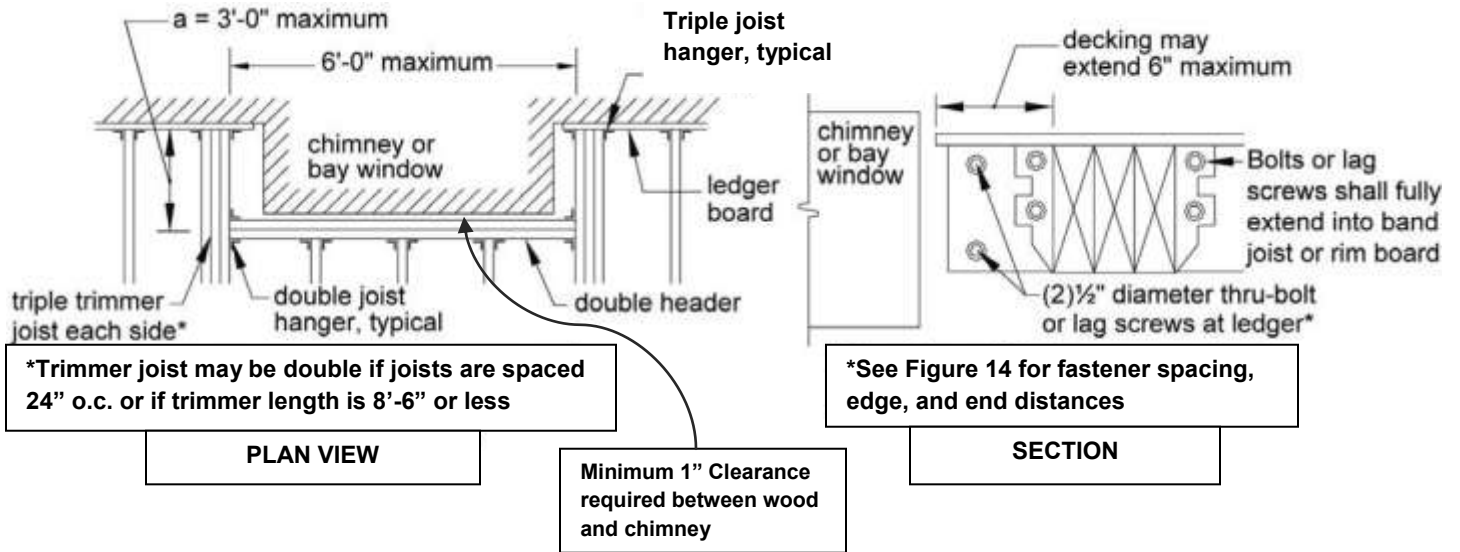 a = 3'-0" maximum
6'-0" maximum
Triple joist
hanger, typical
chimney or
bay window
ledger
board
triple trimmer
joist each side*
double joist
hanger, typical
double header
*Trimmer joist may be double if joists are spaced
24” o.c. or if trimmer length is 8’-6” or less
PLAN VIEW
Minimum 1” Clearance
required between wood
and chimney
decking may
extend 6" maximum
chimney
or bay
window
Bolts or lag
screws shall fully
extend into band
joist or rim board
(2)½" diameter thru-bolt
or lag screws at ledger*
*See Figure 14 for fastener spacing,
edge, and end distances
SECTION